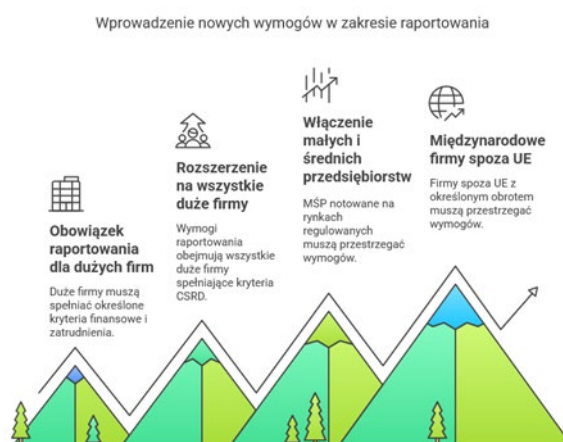 Wprowadzenie nowych wymogów w zakresie raportowania
Obowiązek
raportowania
dla dużych firm
Duże firmy muszą
spełniać określone
kryteria finansowe i
zatrudnienia.
Rozszerzenie
na wszystkie
duże firmy
Wymogi
raportowania
obejmują wszystkie
duże firmy
spełniające kryteria
CSRD.
Włączenie
małych i
średnich
przedsiębiorstw
MŚP notowane na
rynkach
regulowanych
muszą przestrzegać
wymogów.
Międzynarodowe
firmy spoza UE
Firmy spoza UE z
określonym obrotem
muszą przestrzegać
wymogów.